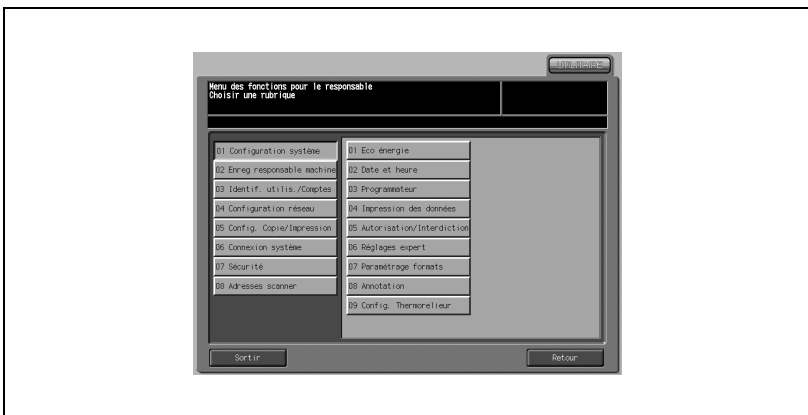 UTILITAIRE
Menu des fonctions pour le responsable
Choisir une rubrique
01 Configuration système
02 Enreg responsable machine
03 Identif. utilis./Comptes
04 Configuration réseau
05 Config. Copie/Impression
06 Connexion système
07 Sécurité
08 Adresses scanner
01 Eco énergie
02 Date et heure
03 Programmateur
04 Impression des données
05 Autorisation/Interdiction
06 Réglages expert
07 Paramétrage formats
08 Annotation
09 Config. Thermorelieur
Sortir
Retour